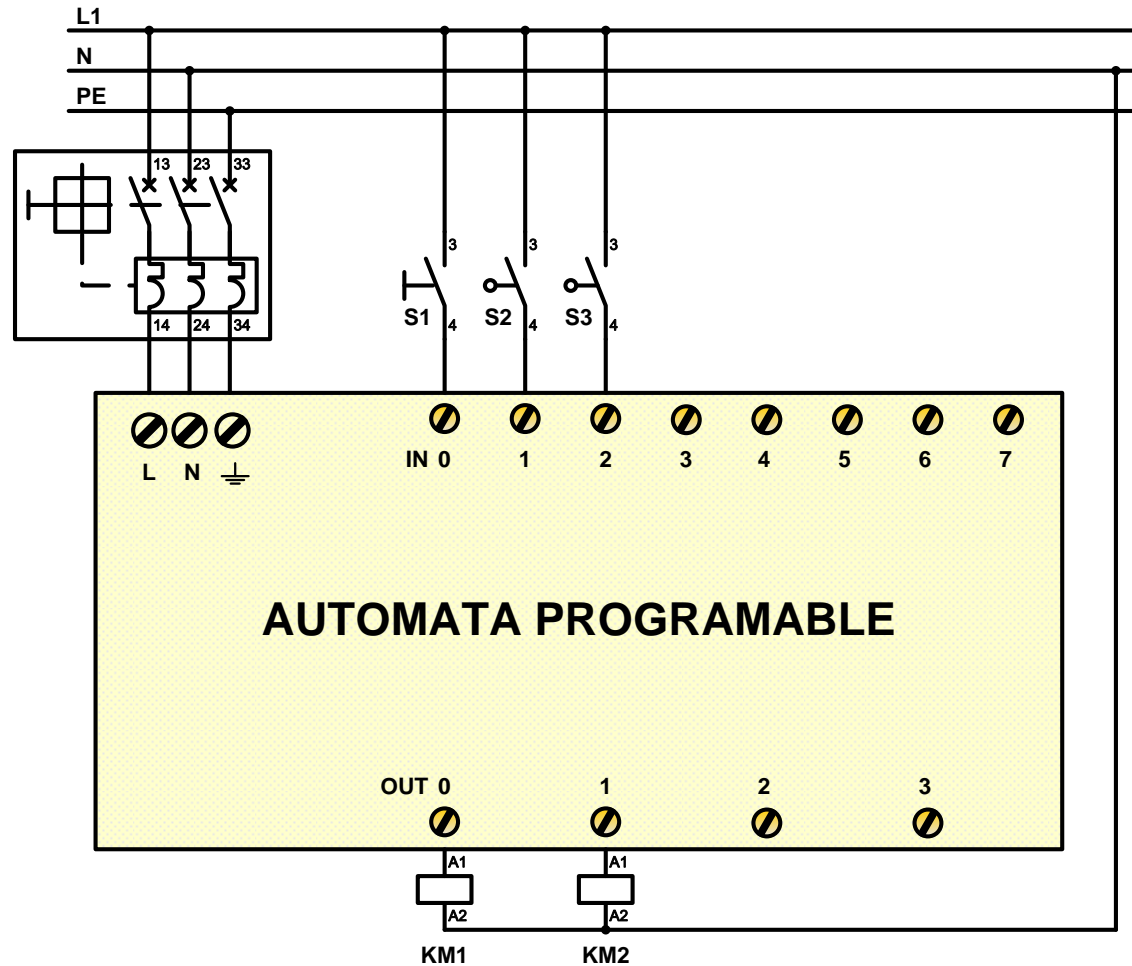 L1
N
PE
13 23 33
3 3 3
S1 S2 S3
14 24 34 4 4 4
L N IN 0 1 2 3 4 5 6 7
AUTOMATA PROGRAMABLE
OUT 0 1 2 3
A1 A1
A2 A2
KM1 KM2